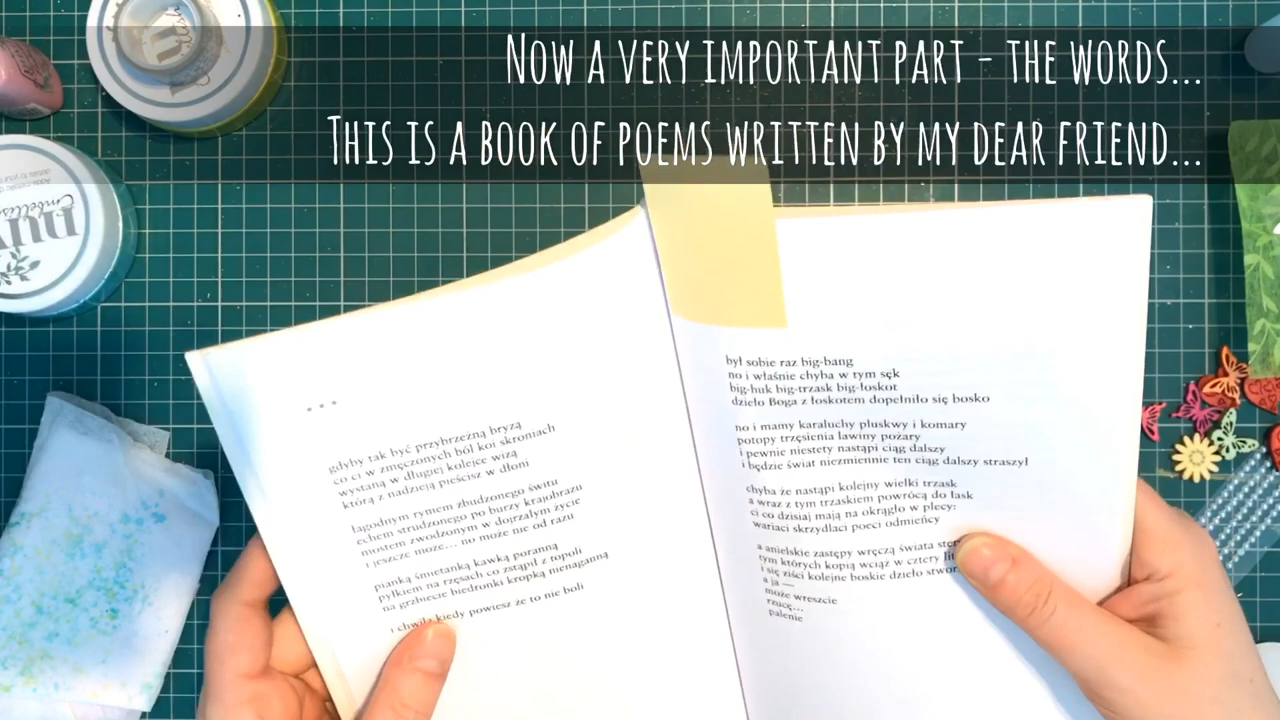 NOW A VERY IMPORTANT PART - THE WORDS...
THIS IS A BOOK OF POEMS WRITTEN BY MY DEAR FRIEND...
NUV
Embellish
...
gdyby tak być przybrzeżną bryzą
co ci w zmęczonych ból koi skroniach
wystaną w długiej kolejce wizą
którą z nadzieją pieścisz w dłoni
łagodnym rymem zbudzonego świtu
echem strudzonego po burzy krajobrazu
mostem zwodzonym w dojrzałym życie
i jeszcze może... no może nie od razu
pianką śmietanką kawką poranną
pyłkiem na rzęsach co zstąpił z topoli
na grzbiecie biedronki kropką nienaganną
i chwilą kiedy powiesz że to nie boli
był sobie raz big-bang
no i właśnie chyba w tym sęk
big-huk big-trzask big-łoskot
dzieło Boga z łoskotem dopełniło się bosko
no i mamy karaluchy pluskwy i komary
potopy trzęsienia lawiny pożary
i pewnie niestety nastąpi ciąg dalszy
i będzie świat niezmiennie ten ciąg dalszy straszył
chyba że nastąpi kolejny wielki trzask
a wraz z tym trzaskiem powrócą do łask
ci co dzisiaj mają na okrągło w plecy:
wariaci skrzydlaci poeci odmieńcy
a anielskie zastępy wręczą świata
tym których kopią wciąż w cztery
i się ziści kolejne boskie dzieło
a ja —
może wreszcie
rzucę...
palenie